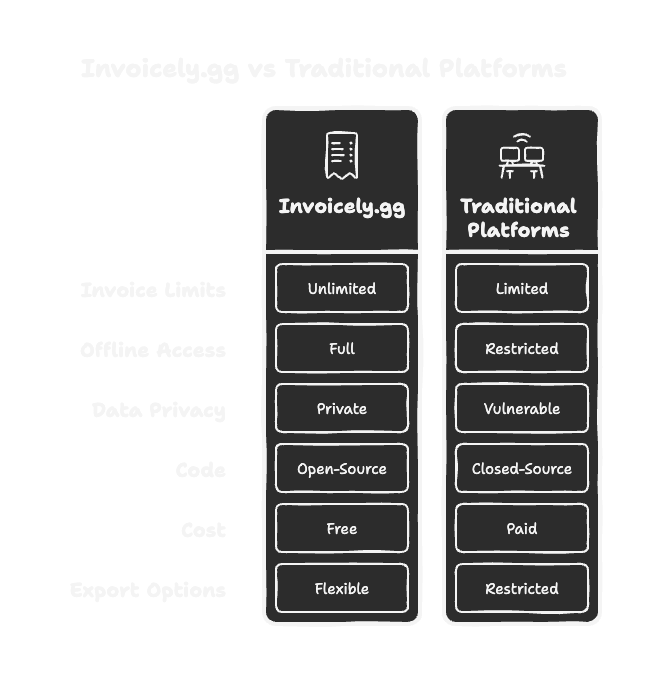 Invoicely.gg vs Traditional Platforms
Invoicely.gg
Traditional
Platforms
Invoice Limits
Unlimited
Limited
Offline Access
Full
Restricted
Data Privacy
Private
Vulnerable
Code
Open-Source
Closed-Source
Cost
Free
Paid
Export Options
Flexible
Restricted